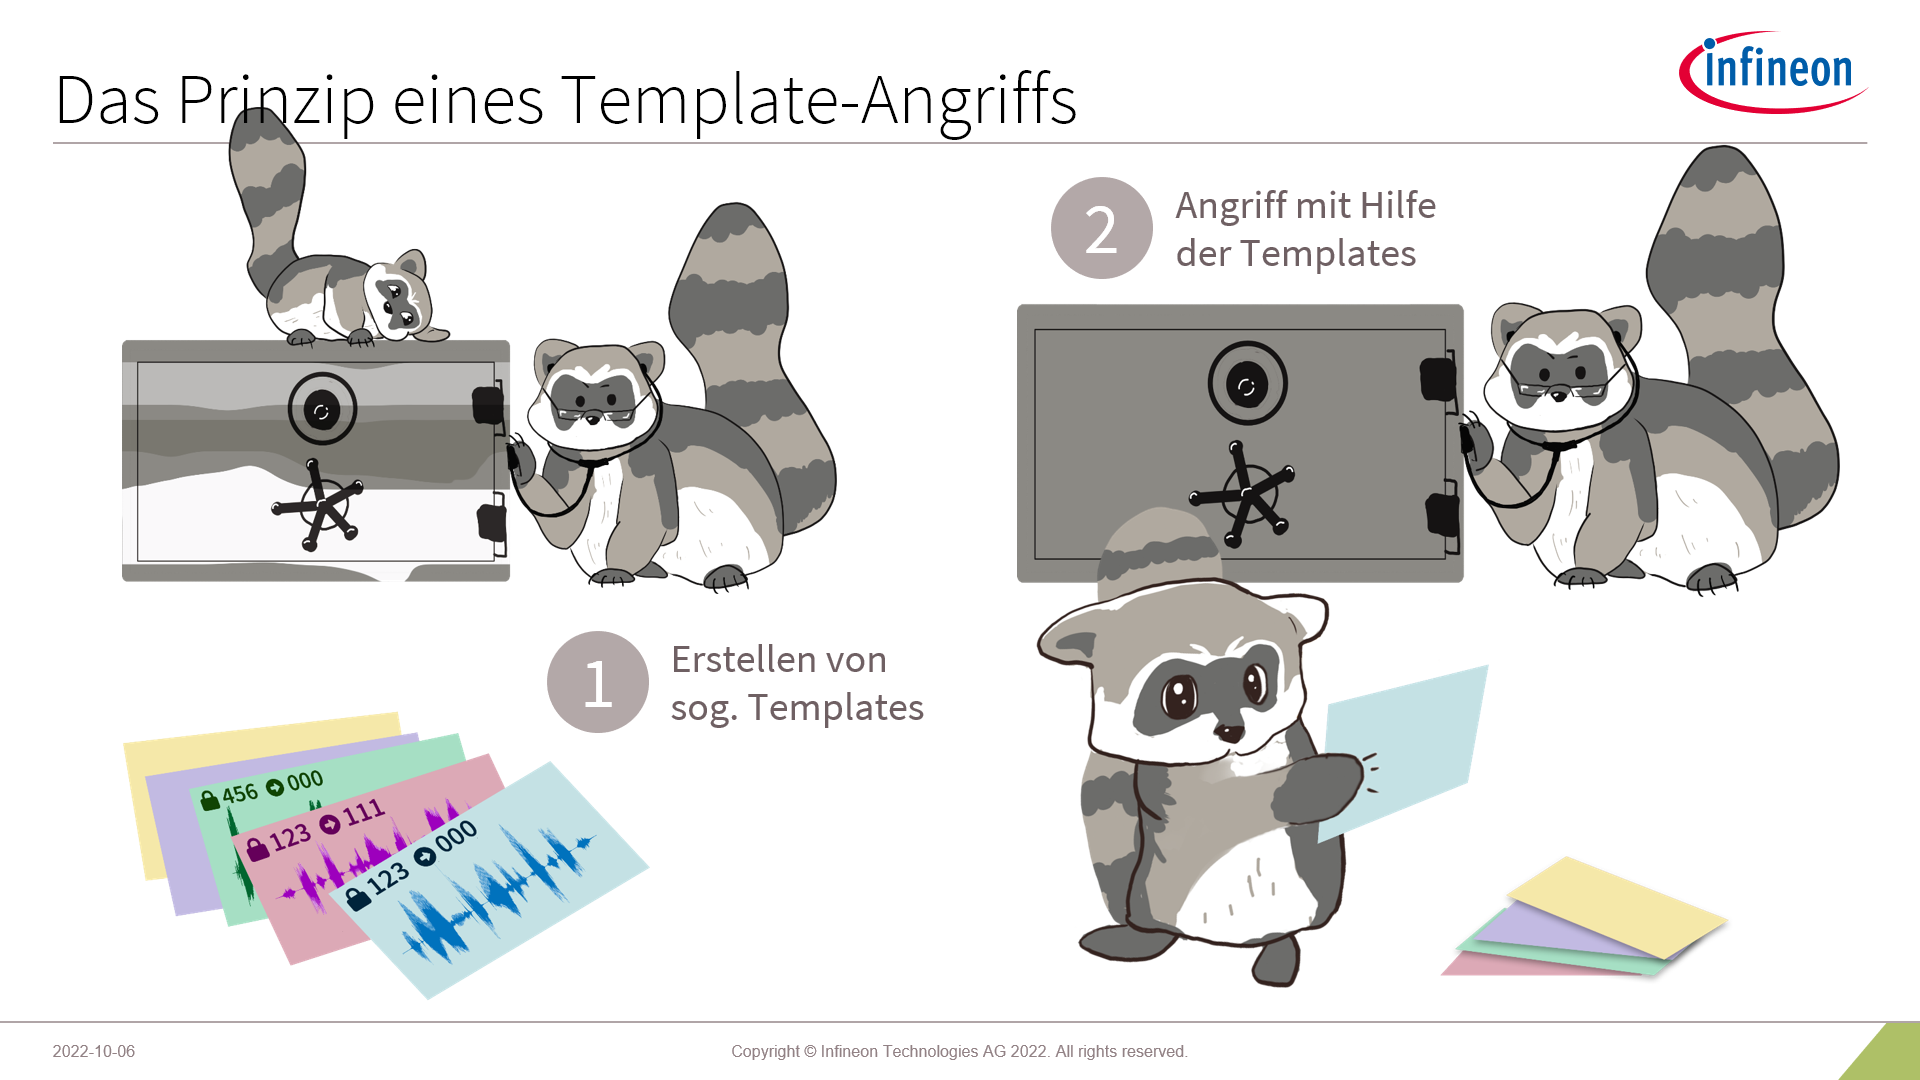 Das Prinzip eines Template-Angriffs
infineon
1
Erstellen von
sog. Templates
456 000
123 111
123 000
2
Angriff mit Hilfe
der Templates
2022-10-06
Copyright © Infineon Technologies AG 2022. All rights reserved.